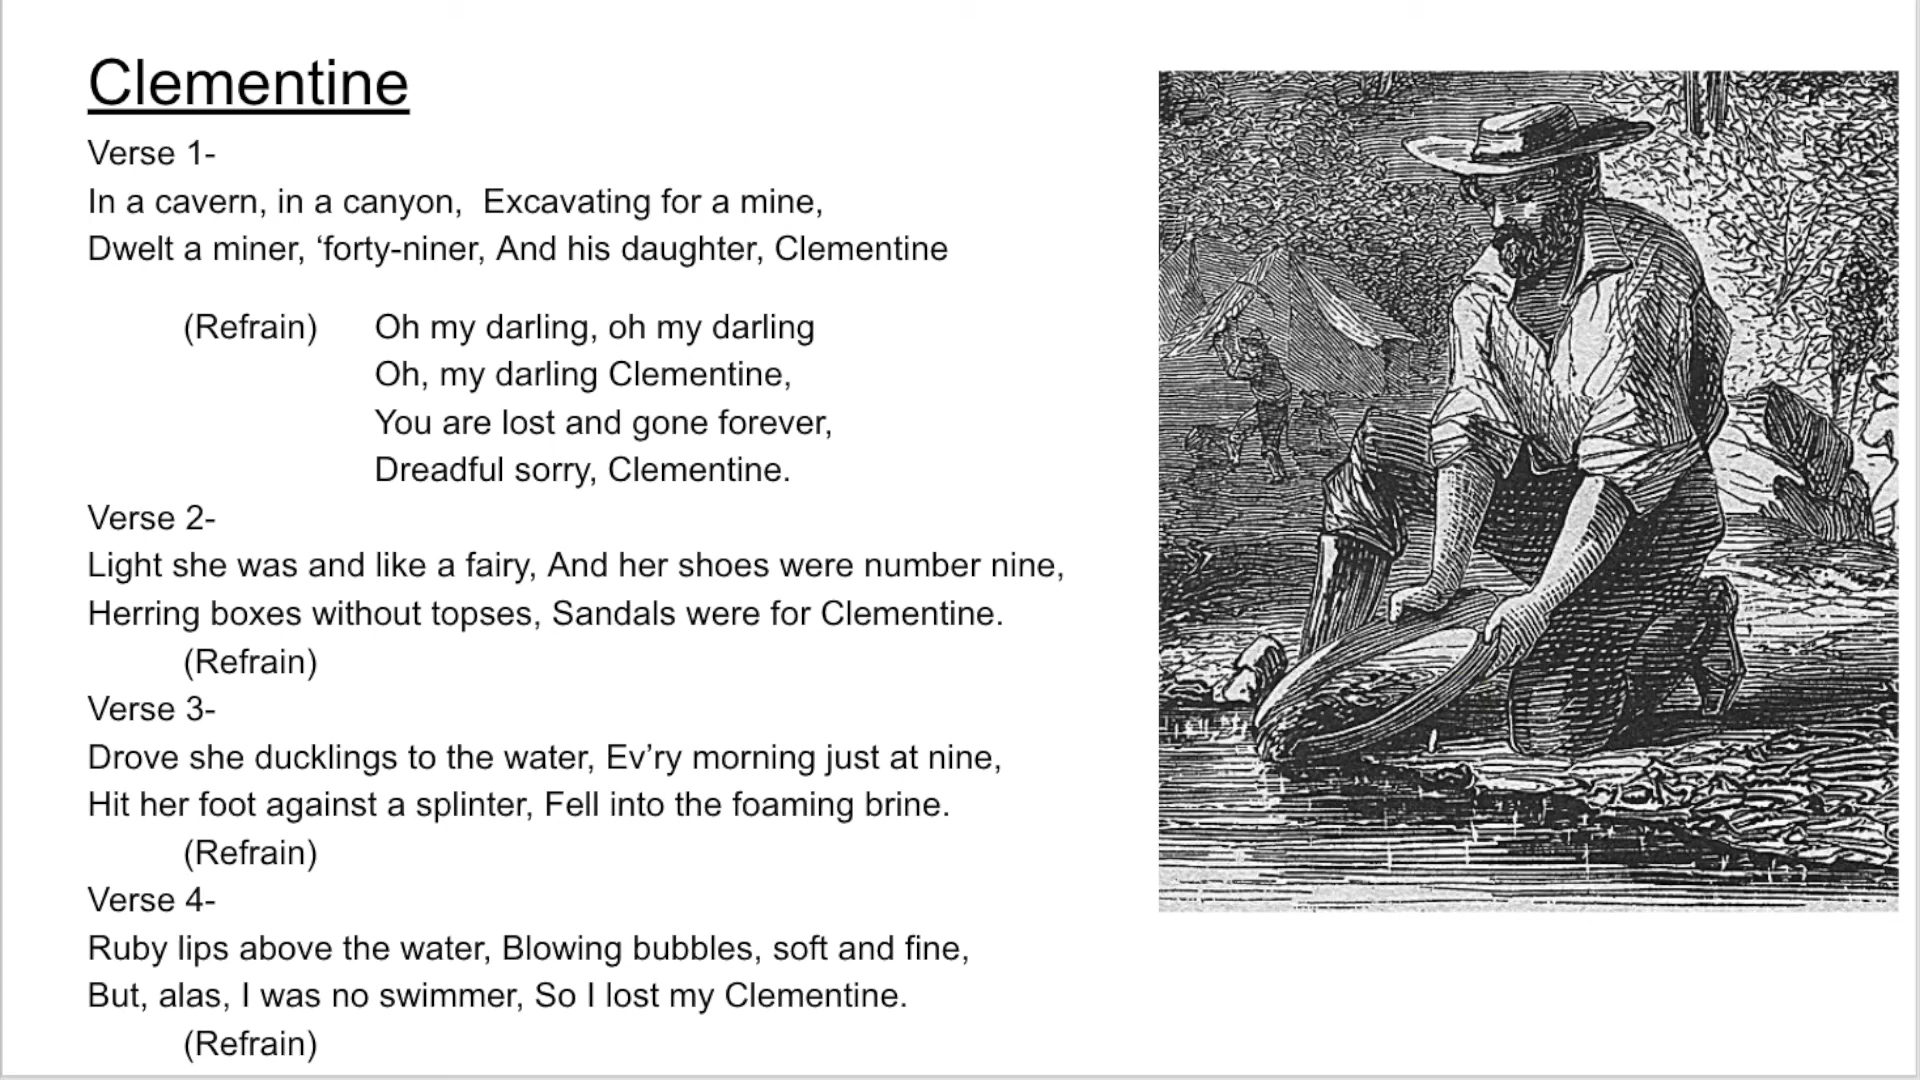 Clementine
Verse 1-
In a cavern, in a canyon,  Excavating for a mine,
Dwelt a miner, ‘forty-niner, And his daughter, Clementine
(Refrain) Oh my darling, oh my darling
Oh, my darling Clementine,
You are lost and gone forever,
Dreadful sorry, Clementine.
Verse 2-
Light she was and like a fairy, And her shoes were number nine,
Herring boxes without topses, Sandals were for Clementine.
(Refrain)
Verse 3-
Drove she ducklings to the water, Ev’ry morning just at nine,
Hit her foot against a splinter, Fell into the foaming brine.
(Refrain)
Verse 4-
Ruby lips above the water, Blowing bubbles, soft and fine,
But, alas, I was no swimmer, So I lost my Clementine.
(Refrain)